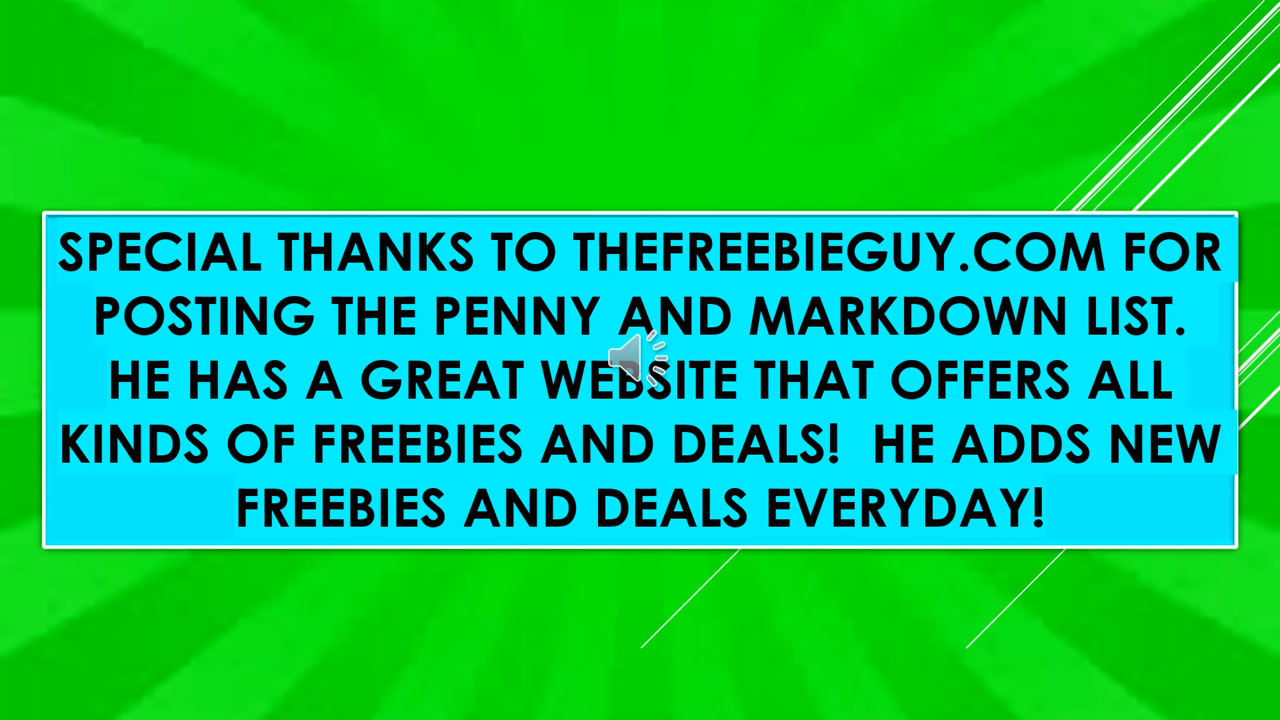 SPECIAL THANKS TO THEFREEBIEGUY.COM FOR
POSTING THE PENNY AND MARKDOWN LIST.
HE HAS A GREAT WEBSITE THAT OFFERS ALL
KINDS OF FREEBIES AND DEALS!  HE ADDS NEW
FREEBIES AND DEALS EVERYDAY!